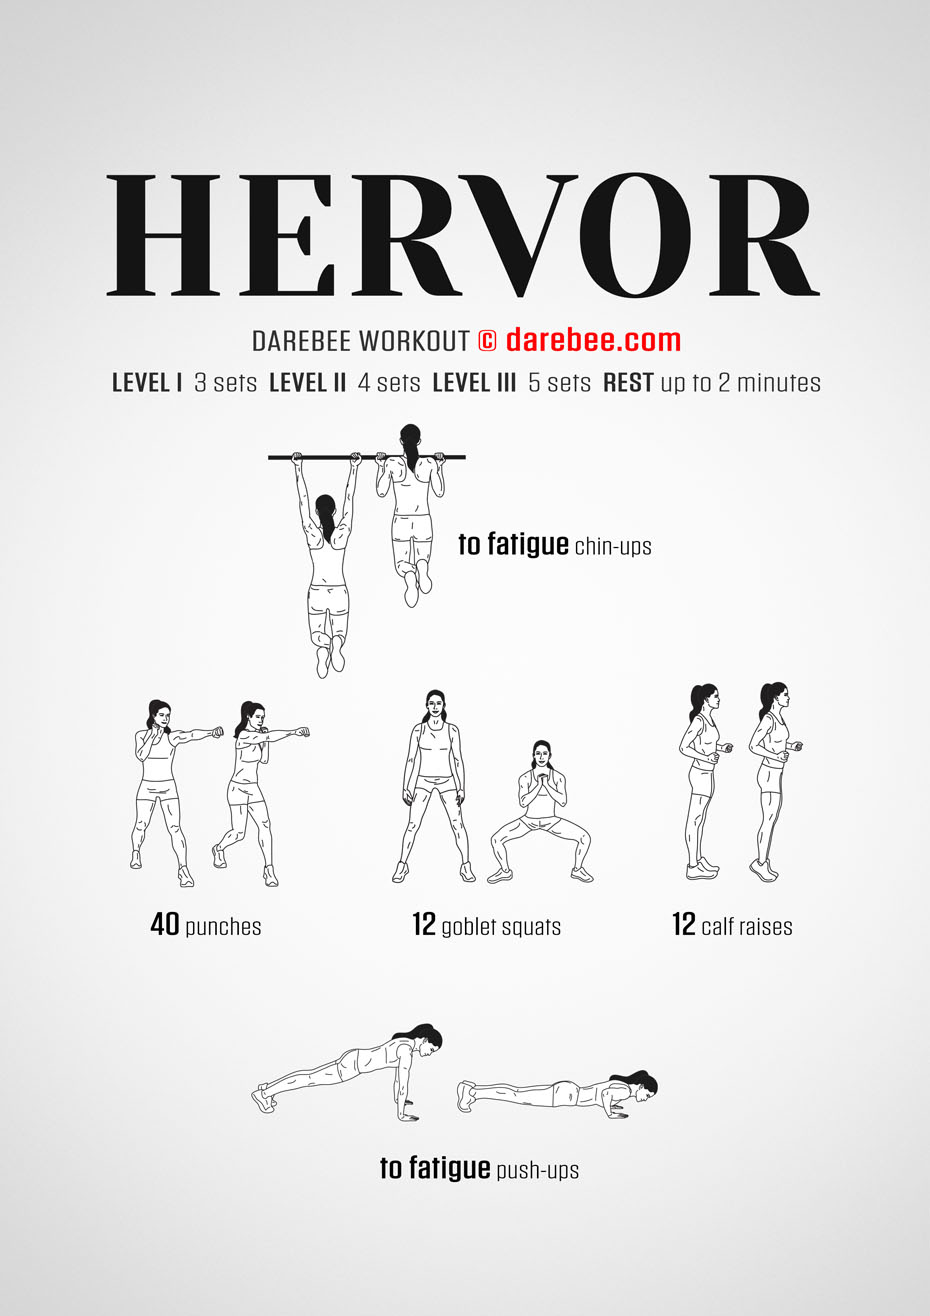 HERVOR
DAREBEE WORKOUT © darebee.com
LEVEL I 3 sets LEVEL II 4 sets LEVEL III 5 sets REST up to 2 minutes
to fatigue chin-ups
40 punches
12 goblet squats
12 calf raises
to fatigue push-ups